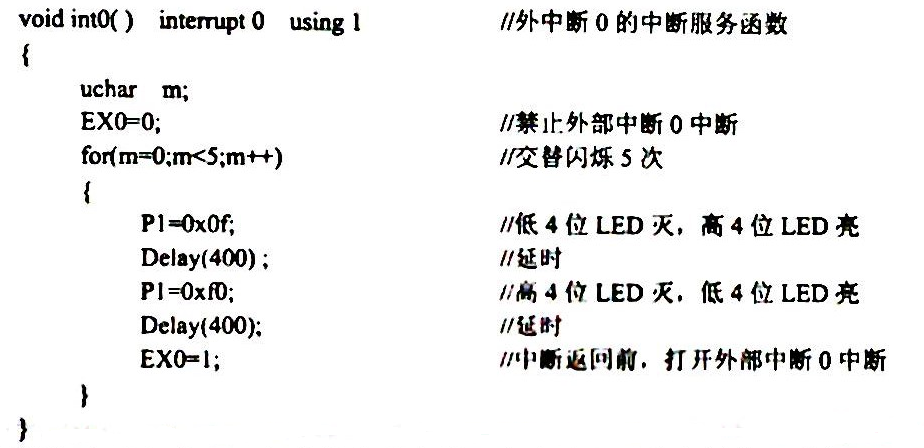 void int0( ) interrupt 0 using 1 //外中断 0 的中断服务函数
{
uchar m;
EX0=0; //禁止外部中断 0 中断
for(m=0;m<5;m++) //交替闪烁 5 次
{
P1=0x0f; //低 4 位 LED 灭，高 4 位 LED 亮
Delay(400) ; //延时
P1=0xf0; //高 4 位 LED 灭，低 4 位 LED 亮
Delay(400); //延时
EX0=1; //中断返回前，打开外部中断 0 中断
}
}